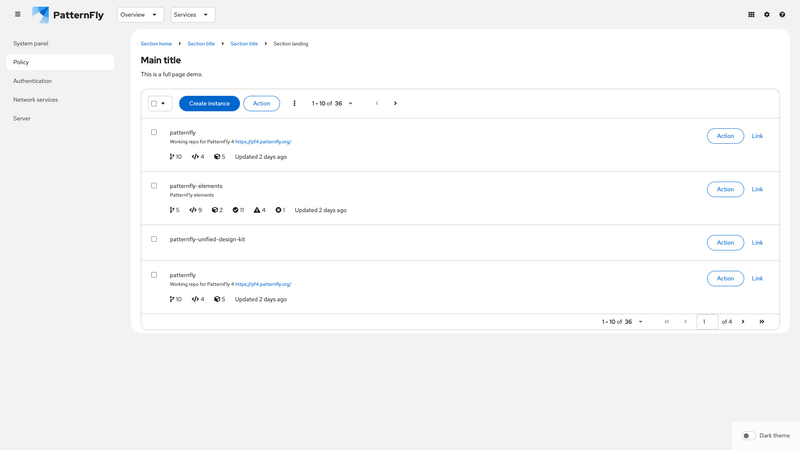 PatternFly
Overview
Services
System panel
Policy
Authentication
Network services
Server
Section home
Section title
Section title
Section landing
Main title
This is a full page demo.
Create instance
Action
1 - 10 of 36
patternfly
Working repo for PatternFly 4 https://pf4.patternfly.org/
10 4 5 Updated 2 days ago
Action
Link
patternfly-elements
PatternFly elements
5 9 2 11 4 1 Updated 2 days ago
Action
Link
patternfly-unified-design-kit
Action
Link
patternfly
Working repo for PatternFly 4 https://pf4.patternfly.org/
10 4 5 Updated 2 days ago
Action
Link
1 - 10 of 36
1 of 4
Dark theme